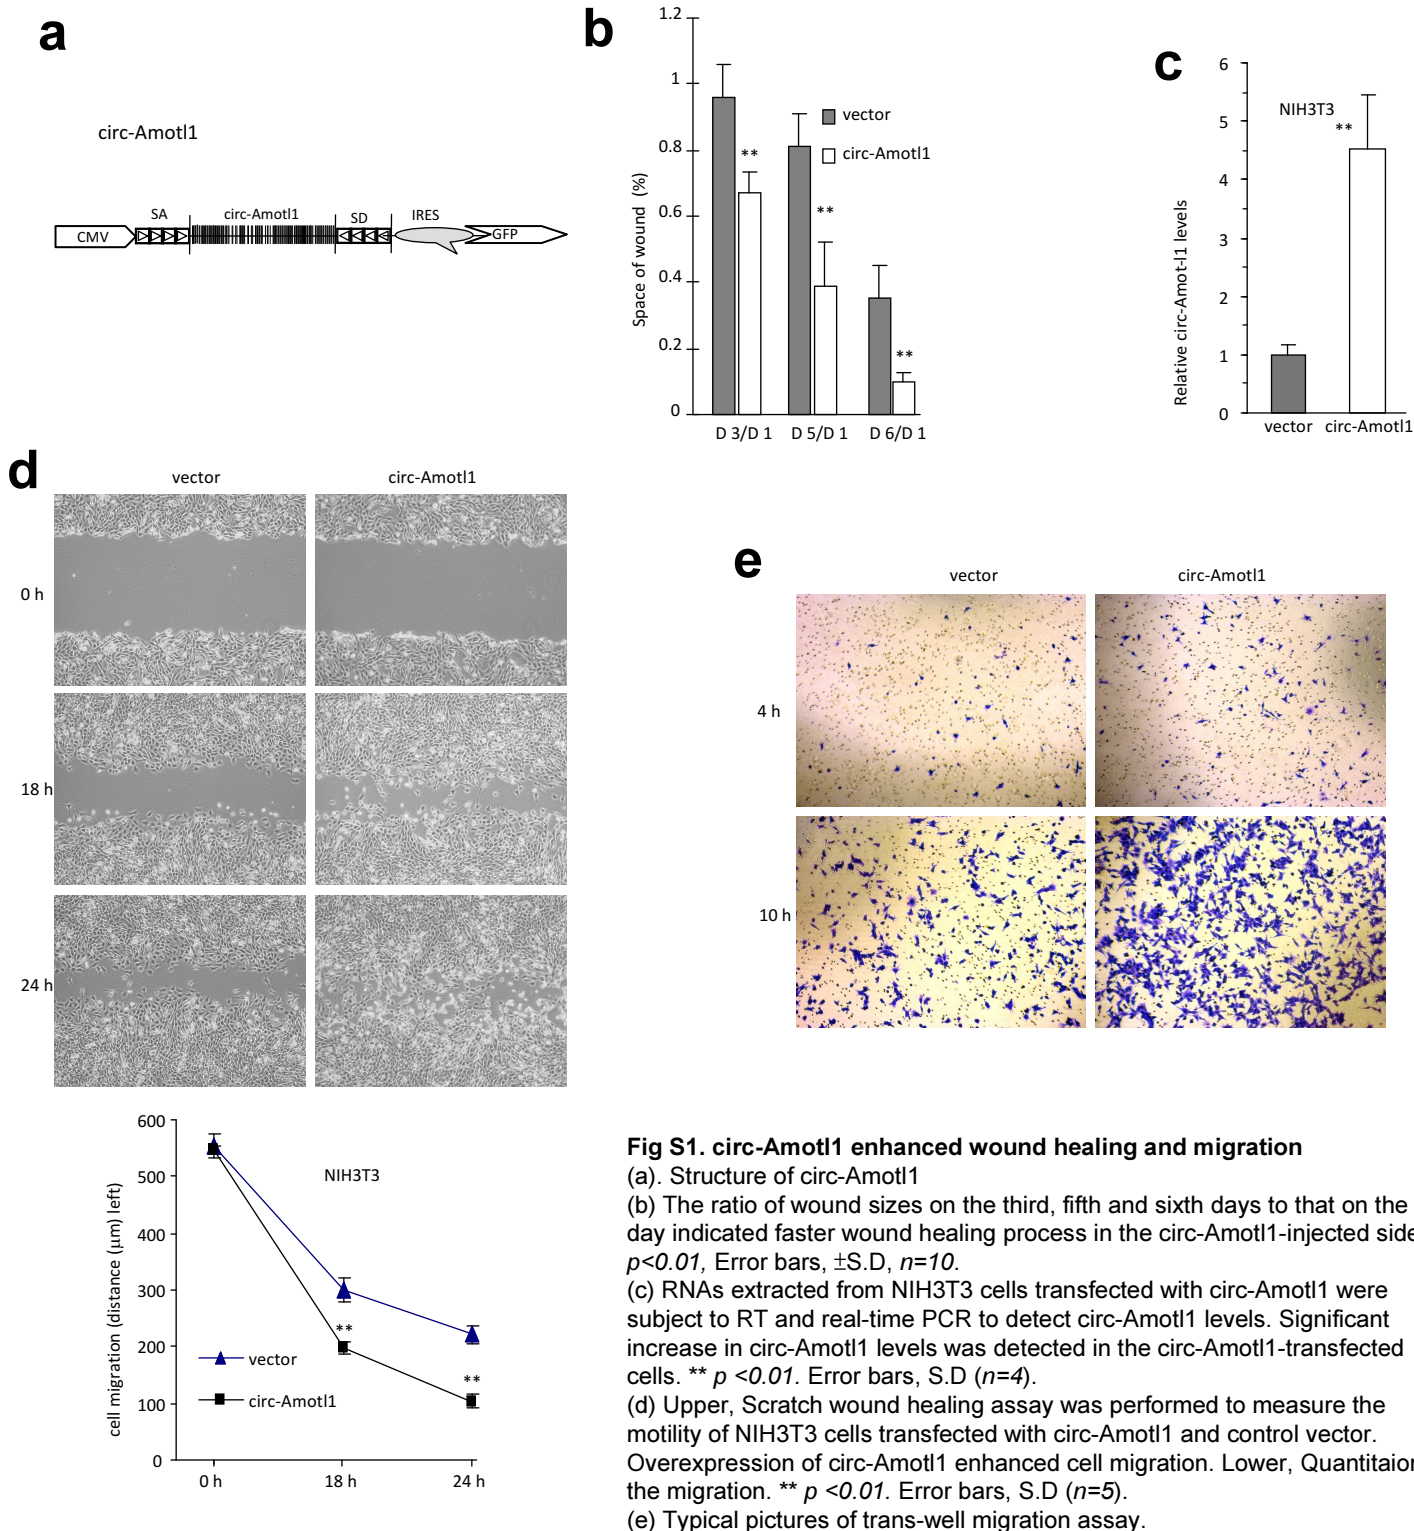 a
circ-Amotl1
SA
circ-Amotl1
SD
IRES
CMV
GFP
b
1.2
1
0.8
0.6
0.4
0.2
0
Space of wound (%)
vector
circ-Amotl1
**
**
**
D 3/D 1
D 5/D 1
D 6/D 1
c
6
5
4
3
2
1
0
Relative circ-Amot-l1 levels
NIH3T3
**
vector
circ-Amotl1
d
vector
circ-Amotl1
0 h
18 h
24 h
600
500
400
300
200
100
0
cell migration (distance (μm) left)
NIH3T3
**
**
vector
circ-Amotl1
0 h
18 h
24 h
e
vector
circ-Amotl1
4 h
10 h
Fig S1. circ-Amotl1 enhanced wound healing and migration
(a). Structure of circ-Amotl1
(b) The ratio of wound sizes on the third, fifth and sixth days to that on the
day indicated faster wound healing process in the circ-Amotl1-injected side
p<0.01, Error bars, ±S.D, n=10.
(c) RNAs extracted from NIH3T3 cells transfected with circ-Amotl1 were
subject to RT and real-time PCR to detect circ-Amotl1 levels. Significant
increase in circ-Amotl1 levels was detected in the circ-Amotl1-transfected
cells. ** p <0.01. Error bars, S.D (n=4).
(d) Upper, Scratch wound healing assay was performed to measure the
motility of NIH3T3 cells transfected with circ-Amotl1 and control vector.
Overexpression of circ-Amotl1 enhanced cell migration. Lower, Quantitaion
the migration. ** p <0.01. Error bars, S.D (n=5).
(e) Typical pictures of trans-well migration assay.